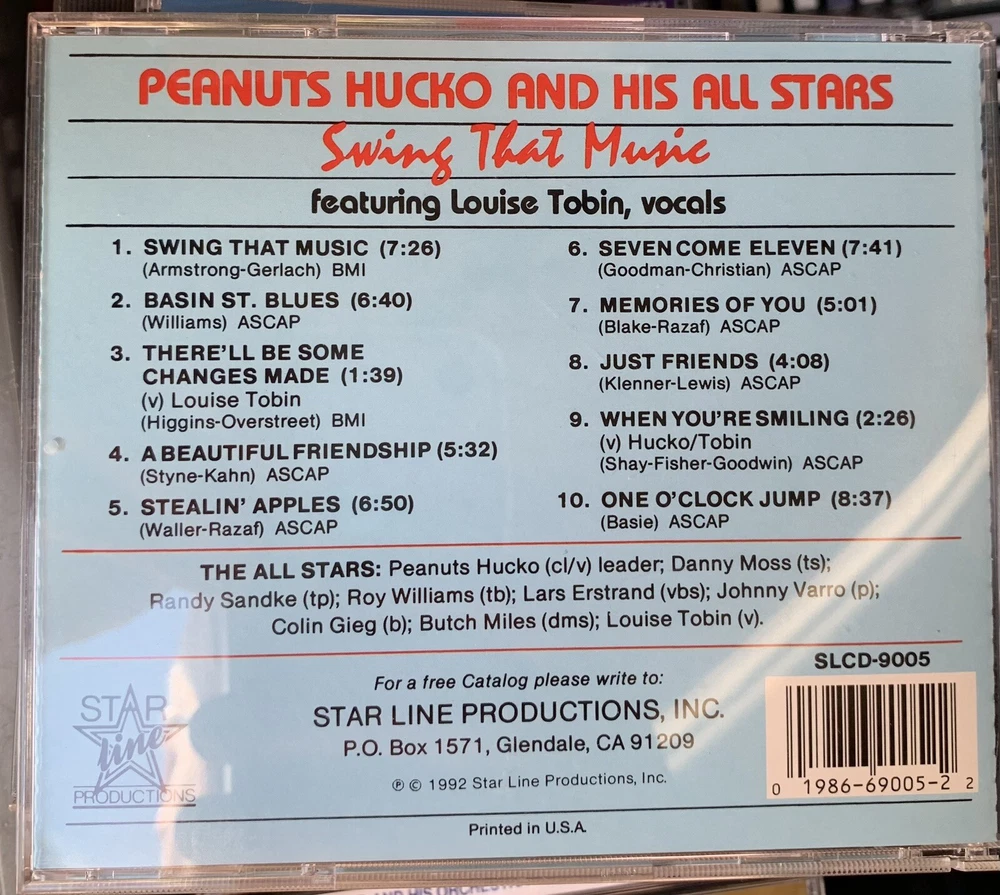 PEANUTS HUCKO AND HIS ALL STARS
Swing That Music
featuring Louise Tobin, vocals
1. SWING THAT MUSIC (7:26)
(Armstrong-Gerlach) BMI
2. BASIN ST. BLUES (6:40)
(Williams) ASCAP
3. THERE'LL BE SOME
CHANGES MADE (1:39)
(v) Louise Tobin
(Higgins-Overstreet) BMI
4. A BEAUTIFUL FRIENDSHIP (5:32)
(Styne-Kahn) ASCAP
5. STEALIN' APPLES (6:50)
(Waller-Razaf) ASCAP
6. SEVEN COME ELEVEN (7:41)
(Goodman-Christian) ASCAP
7. MEMORIES OF YOU (5:01)
(Blake-Razaf) ASCAP
8. JUST FRIENDS (4:08)
(Klenner-Lewis) ASCAP
9. WHEN YOU'RE SMILING (2:26)
(v) Hucko/Tobin
(Shay-Fisher-Goodwin) ASCAP
10. ONE O'CLOCK JUMP (8:37)
(Basie) ASCAP
THE ALL STARS: Peanuts Hucko (cl/v) leader; Danny Moss (ts);
Randy Sandke (tp); Roy Williams (tb); Lars Erstrand (vbs); Johnny Varro (p);
Colin Gieg (b); Butch Miles (dms); Louise Tobin (v).
SLCD-9005
For a free Catalog please write to:
STAR LINE PRODUCTIONS, INC.
P.O. Box 1571, Glendale, CA 91209
℗ © 1992 Star Line Productions, Inc.
Printed in U.S.A.
STAR
line
PRODUCTIONS
0 1986-69005-2 2
AND HIS ORCHEST